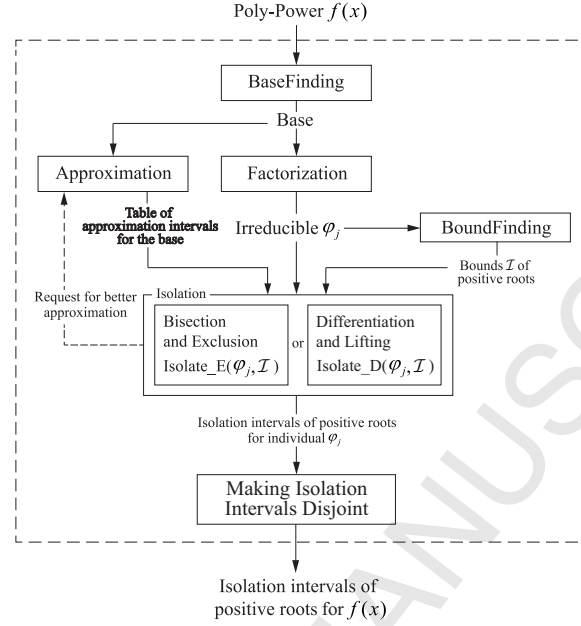 Poly-Power f(x)
BaseFinding
Base
Approximation
Factorization
Table of
approximation intervals
for the base
Irreducible φj
BoundFinding
Bounds I of
positive roots
Request for better
approximation
Isolation
Bisection
and Exclusion
Isolate_E(φj, I)
or
Differentiation
and Lifting
Isolate_D(φj, I)
Isolation intervals of positive roots
for individual φj
Making Isolation
Intervals Disjoint
Isolation intervals of
positive roots for f(x)
ANUSC